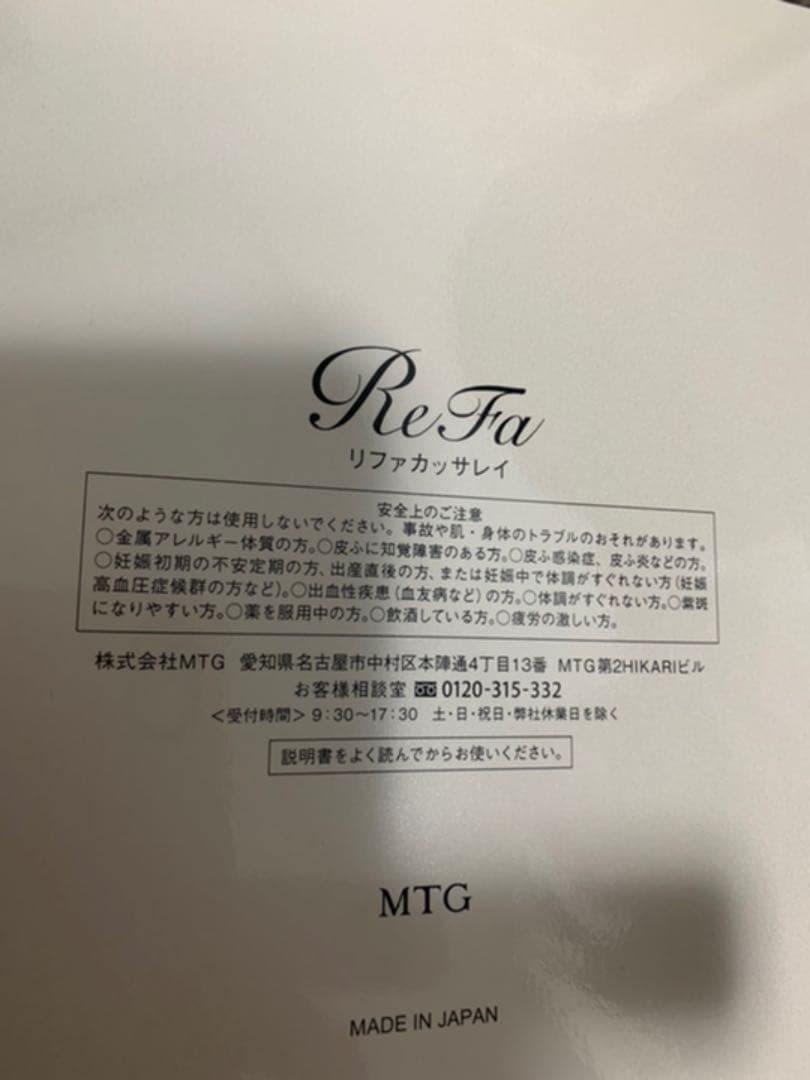 ReFa
リファカッサレイ
安全上のご注意
次のような方は使用しないでください。事故や肌・身体のトラブルのおそれがあります。
○金属アレルギー体質の方。○皮ふに知覚障害のある方。○皮ふ感染症、皮ふ炎などの方。
○妊娠初期の不安定期の方、出産直後の方、または妊娠中で体調がすぐれない方（妊娠
高血圧症候群の方など）。○出血性疾患（血友病など）の方。○体調がすぐれない方。○紫斑
になりやすい方。○薬を服用中の方。○飲酒している方。○疲労の激しい方。
株式会社MTG 愛知県名古屋市中村区本陣通4丁目13番 MTG第2HIKARIビル
お客様相談室 0120-315-332
＜受付時間＞9:30〜17:30 土・日・祝日・弊社休業日を除く
説明書をよく読んでからお使いください。
MTG
MADE IN JAPAN